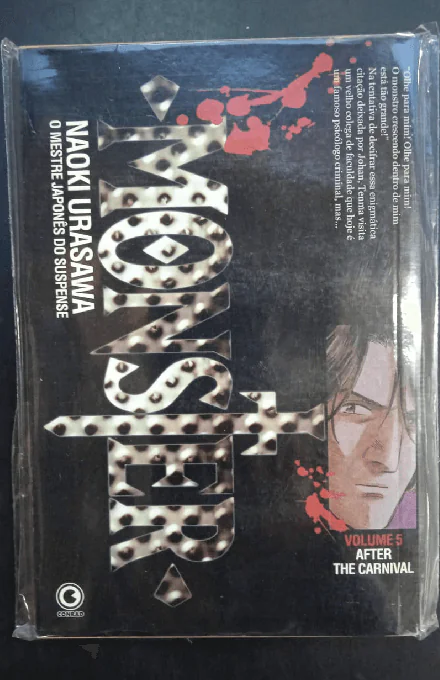 "Olhe para mim! Olhe para mim!
O monstro crescendo dentro de mim
está tão grande!"
Na tentativa de decifrar essa enigmática
citação deixada por Johan, Tenma visita
um velho colega de faculdade que hoje é
um famoso psicólogo criminal, mas...
MONSTER
NAOKI URASAWA
O MESTRE JAPONÊS DO SUSPENSE
VOLUME 5
AFTER
THE CARNIVAL
CONRAD